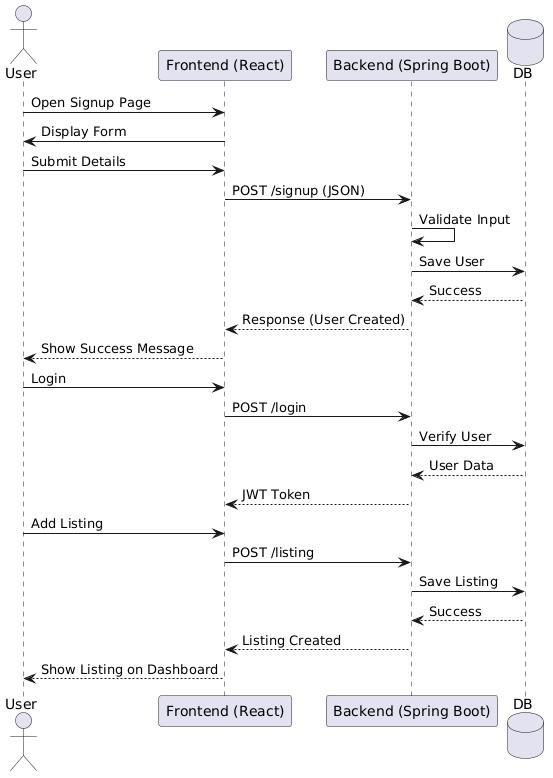 User
Frontend (React)
Backend (Spring Boot)
DB
Open Signup Page
Display Form
Submit Details
POST /signup (JSON)
Validate Input
Save User
Success
Response (User Created)
Show Success Message
Login
POST /login
Verify User
User Data
JWT Token
Add Listing
POST /listing
Save Listing
Success
Listing Created
Show Listing on Dashboard
User
Frontend (React)
Backend (Spring Boot)
DB